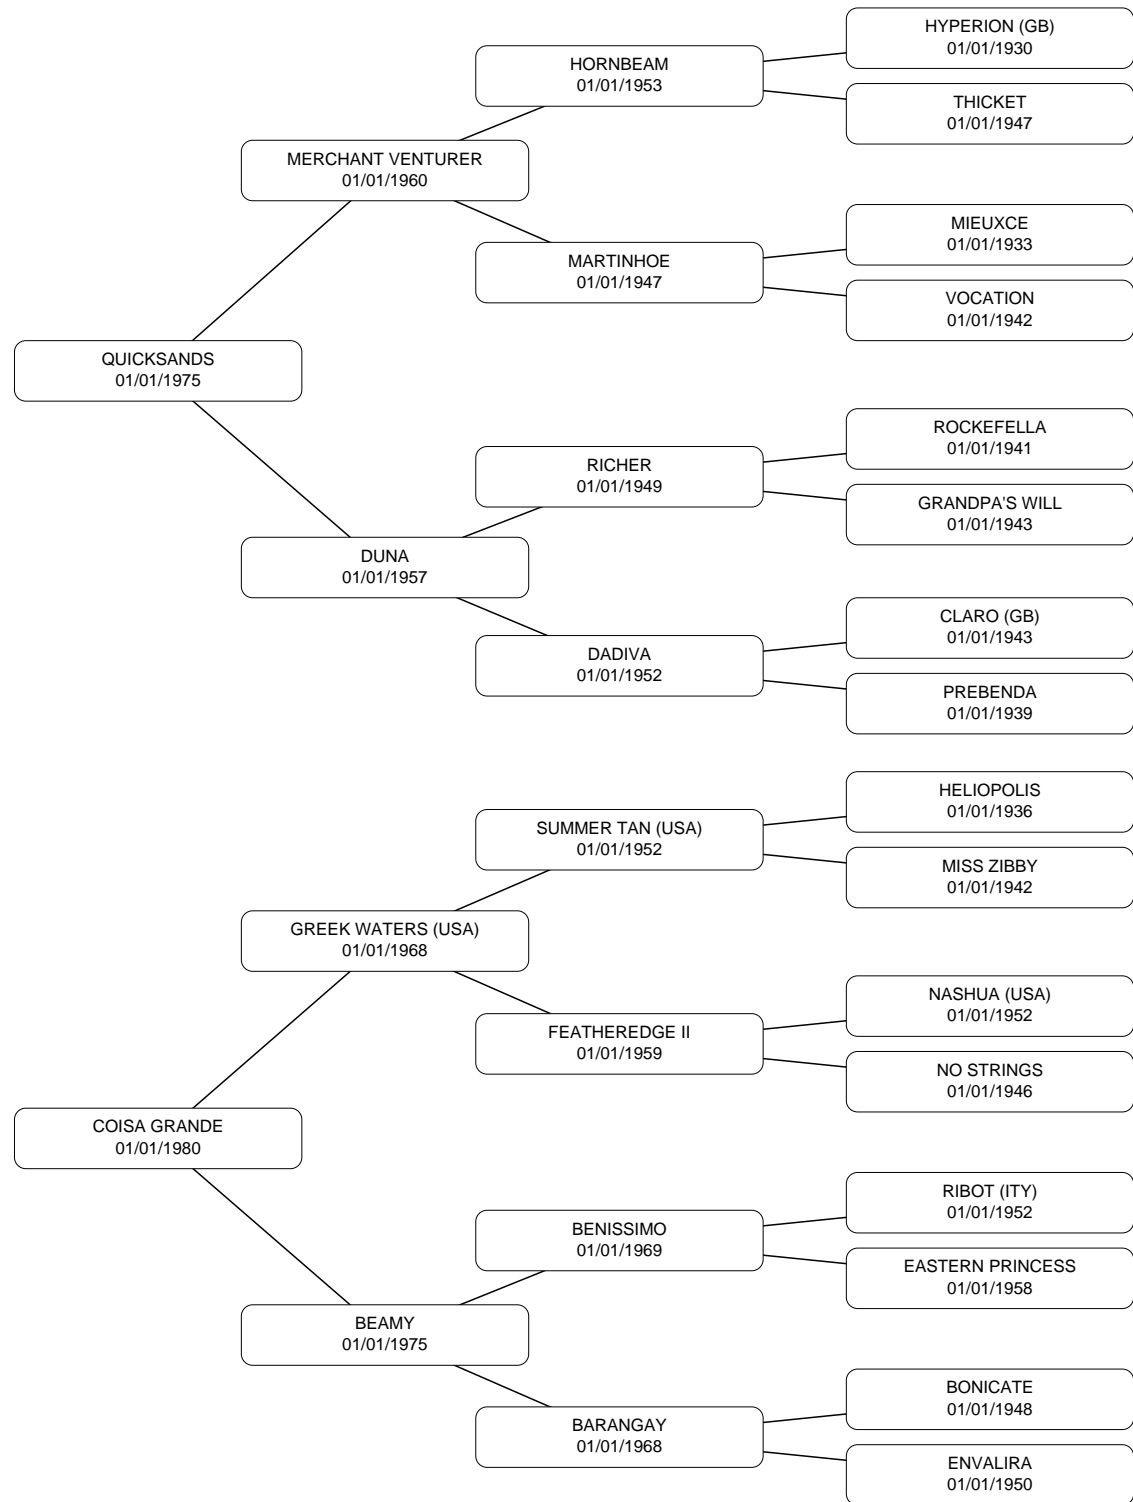 HYPERION (GB)
01/01/1930
HORNBEAM
01/01/1953
THICKET
01/01/1947
MERCHANT VENTURER
01/01/1960
MIEUXCE
01/01/1933
MARTINHOE
01/01/1947
VOCATION
01/01/1942
QUICKSANDS
01/01/1975
ROCKEFELLA
01/01/1941
RICHER
01/01/1949
GRANDPA'S WILL
01/01/1943
DUNA
01/01/1957
CLARO (GB)
01/01/1943
DADIVA
01/01/1952
PREBENDA
01/01/1939
HELIOPOLIS
01/01/1936
SUMMER TAN (USA)
01/01/1952
MISS ZIBBY
01/01/1942
GREEK WATERS (USA)
01/01/1968
NASHUA (USA)
01/01/1952
FEATHEREDGE II
01/01/1959
NO STRINGS
01/01/1946
COISA GRANDE
01/01/1980
RIBOT (ITY)
01/01/1952
BENISSIMO
01/01/1969
EASTERN PRINCESS
01/01/1958
BEAMY
01/01/1975
BONICATE
01/01/1948
BARANGAY
01/01/1968
ENVALIRA
01/01/1950